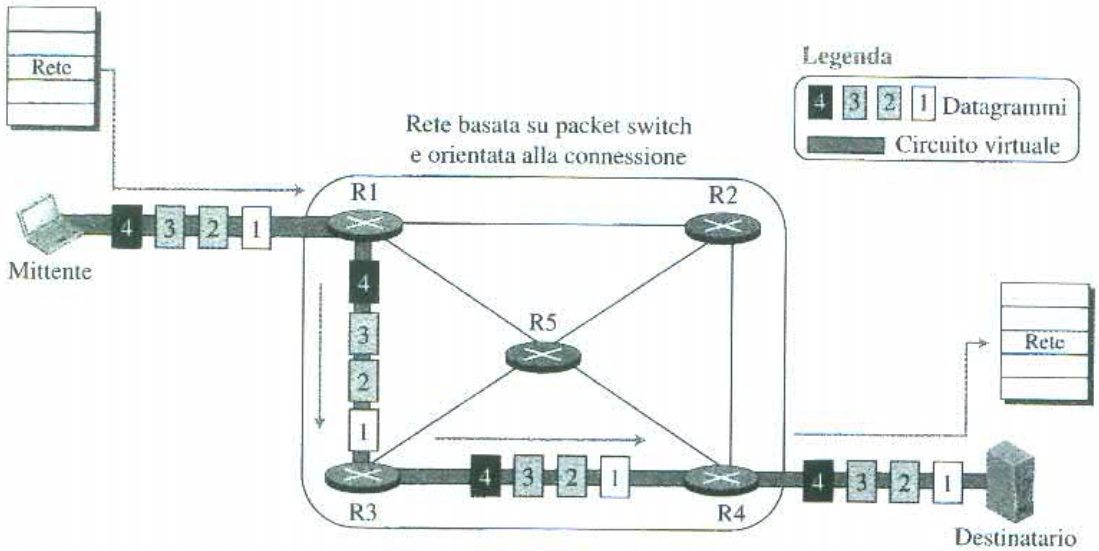 Rete
Legenda
4 3 2 1 Datagrammi
Circuito virtuale
Rete basata su packet switch
e orientata alla connessione
R1
R2
4 3 2 1
Mittente
4
3
2
1
R5
Rete
4 3 2 1
4 3 2 1
R3
R4
Destinatario